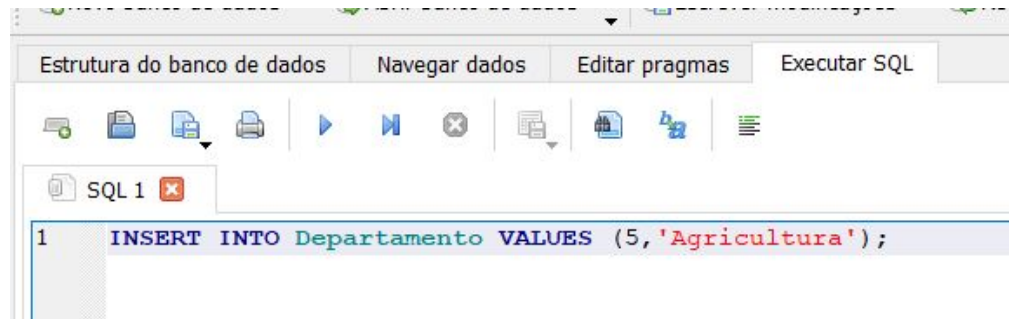 Estrutura do banco de dados Navegar dados Editar pragmas Executar SQL
SQL 1
1 INSERT INTO Departamento VALUES (5,'Agricultura');